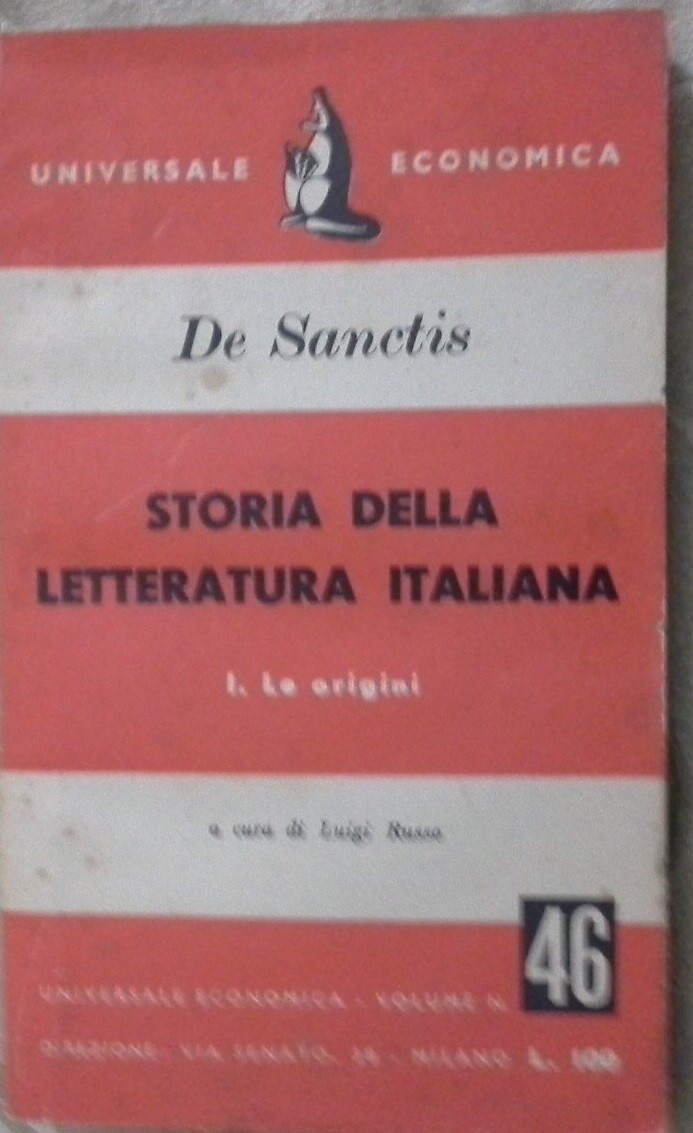 UNIVERSALE ECONOMICA
De Sanctis
STORIA DELLA
LETTERATURA ITALIANA
I. Le origini
a cura di Luigi Russo
UNIVERSALE ECONOMICA - VOLUME N. 46
DIREZIONE: VIA SENATO, - MILANO L. 100